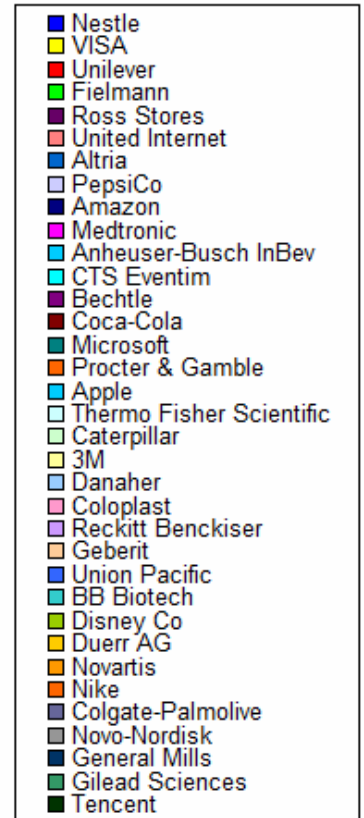 Nestle
VISA
Unilever
Fielmann
Ross Stores
United Internet
Altria
PepsiCo
Amazon
Medtronic
Anheuser-Busch InBev
CTS Eventim
Bechtle
Coca-Cola
Microsoft
Procter & Gamble
Apple
Thermo Fisher Scientific
Caterpillar
3M
Danaher
Coloplast
Reckitt Benckiser
Geberit
Union Pacific
BB Biotech
Disney Co
Duerr AG
Novartis
Nike
Colgate-Palmolive
Novo-Nordisk
General Mills
Gilead Sciences
Tencent